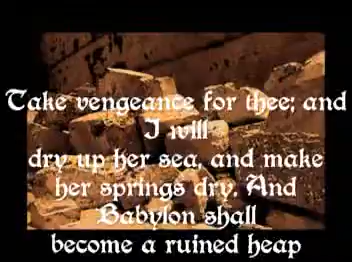 Take vengeance for thee; and
I will
dry up her sea, and make
her springs dry. And
Babylon shall
become a ruined heap